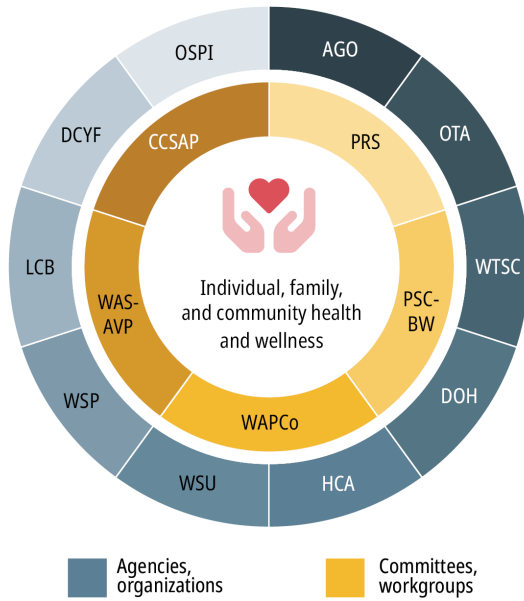 OSPI
AGO
DCYF
CCSAP
PRS
OTA
LCB
WTSC
WAS-
AVP
PSC-
BW
Individual, family,
and community health
and wellness
WSP
WAPCo
DOH
WSU
HCA
Agencies,
organizations
Committees,
workgroups